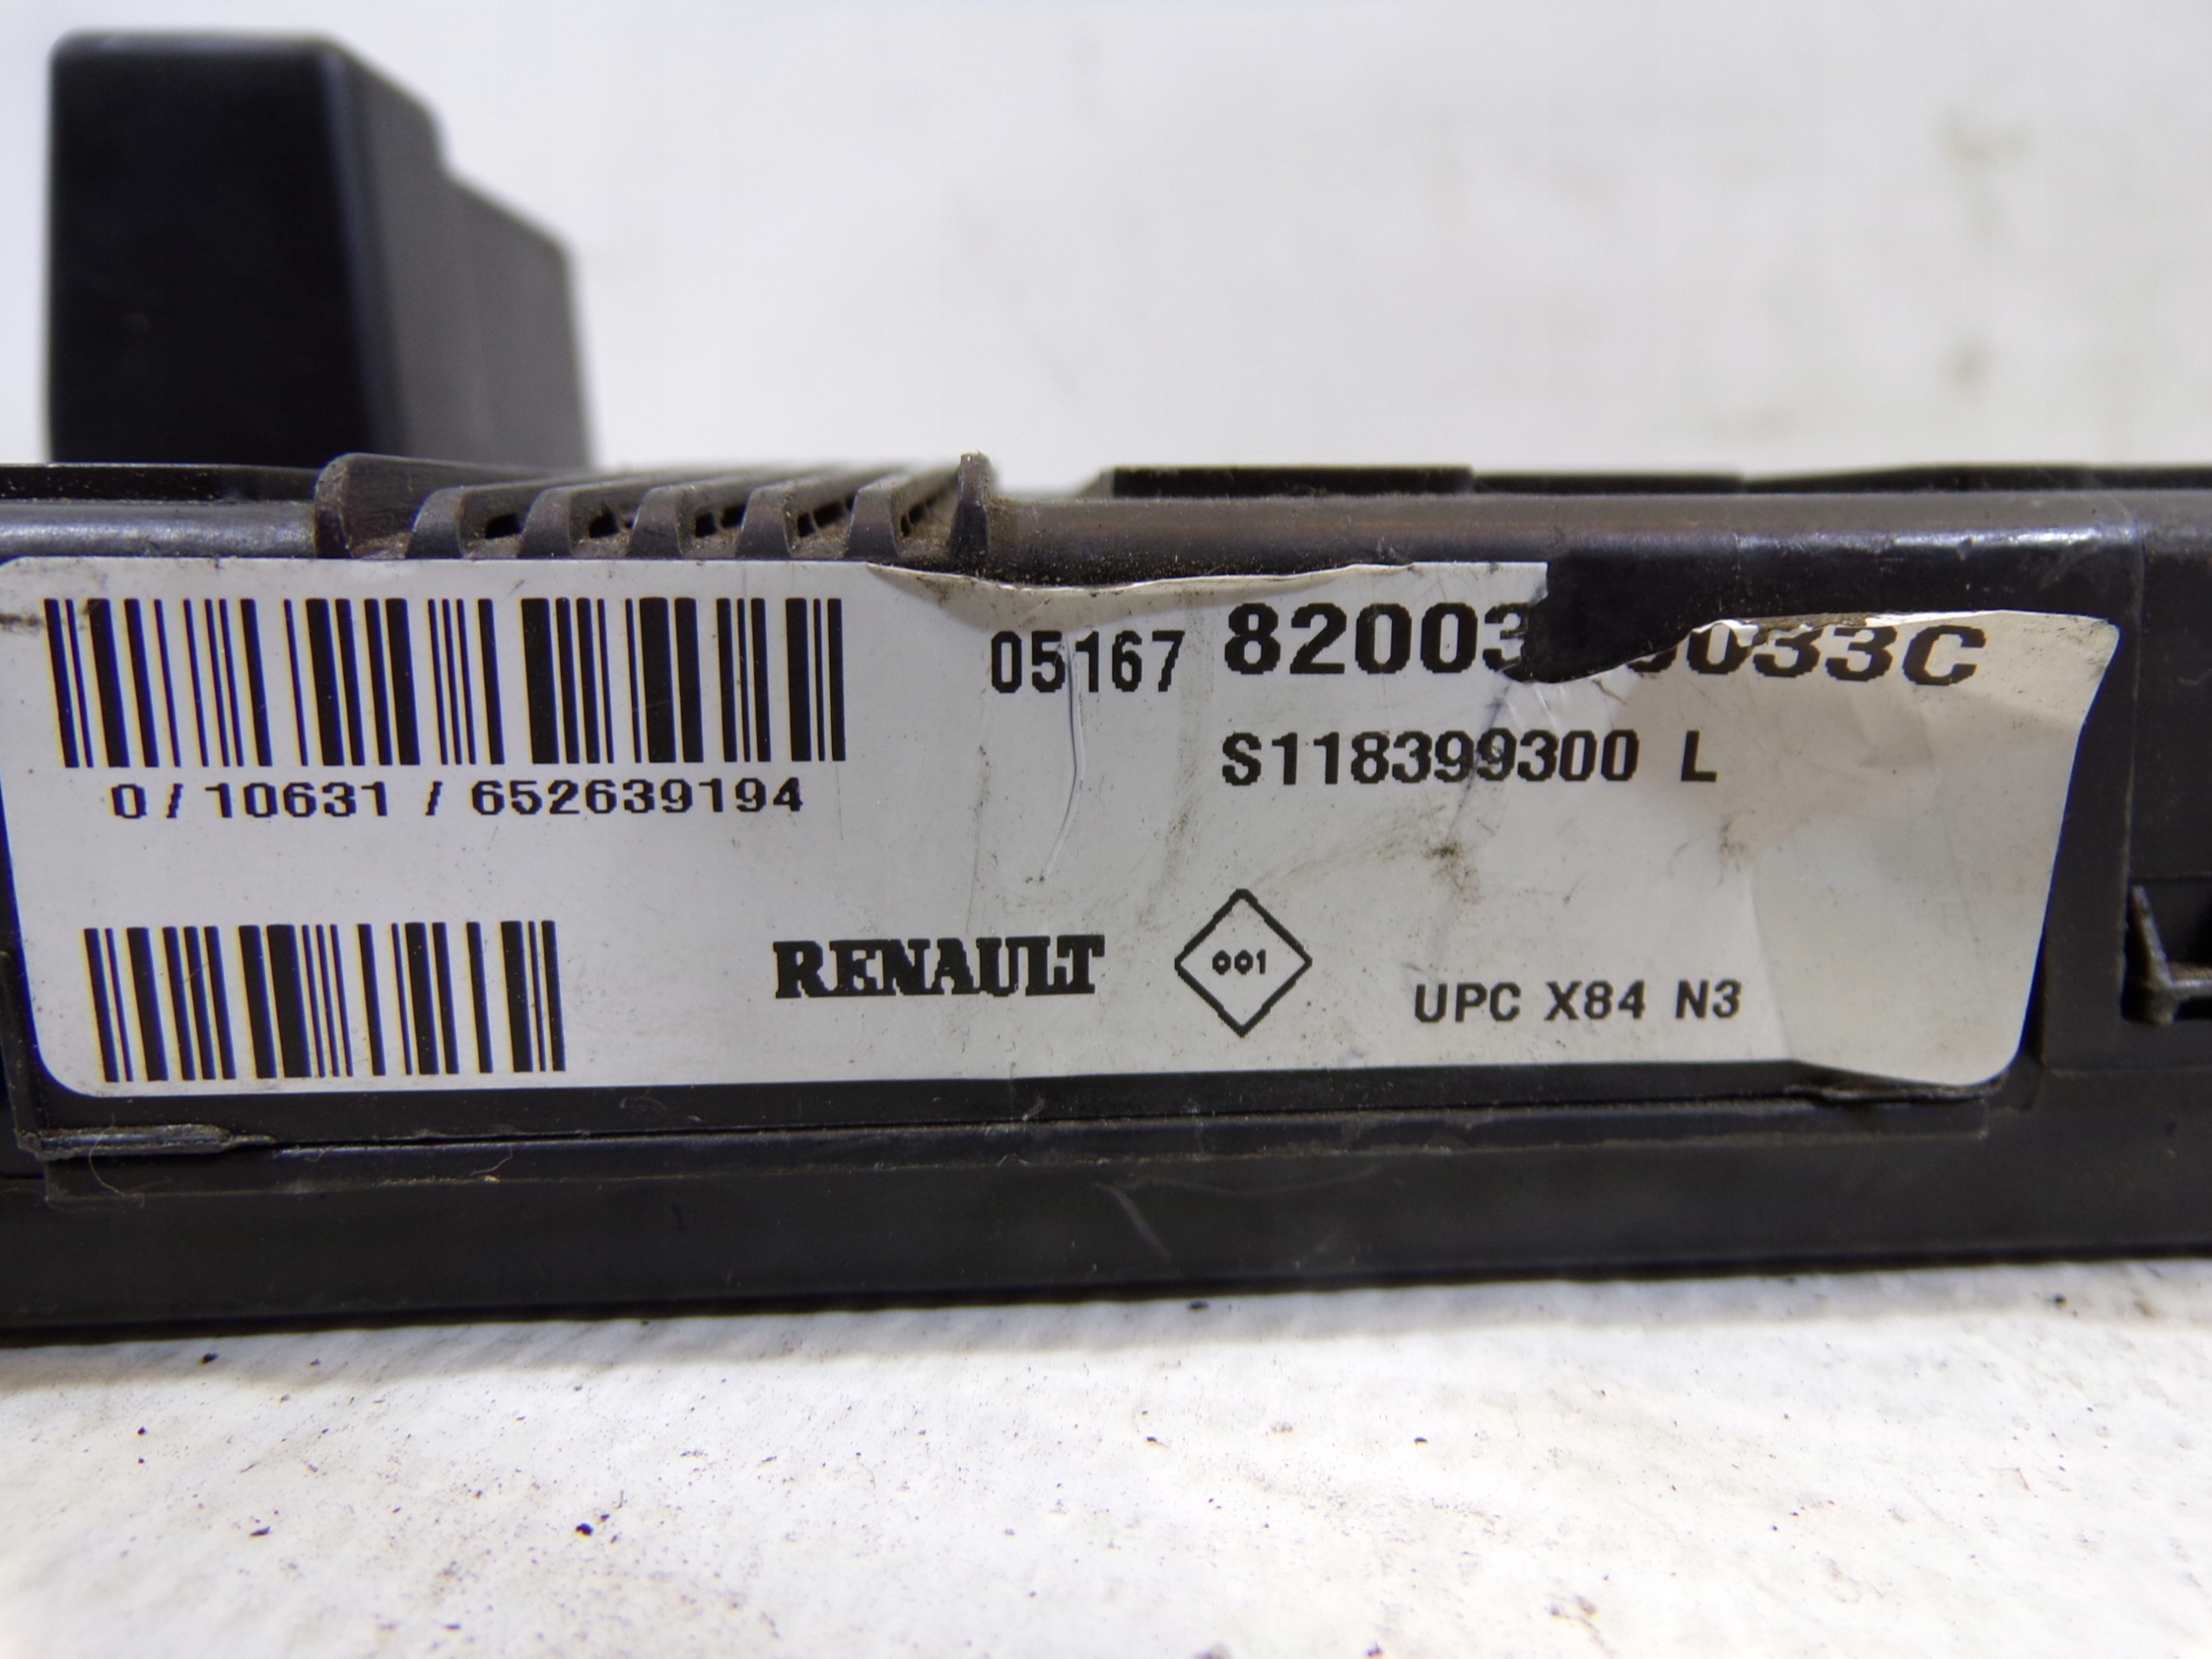 05167
S118399300 L
0/10631/652639194
RENAULT 001 UPC X84 N3